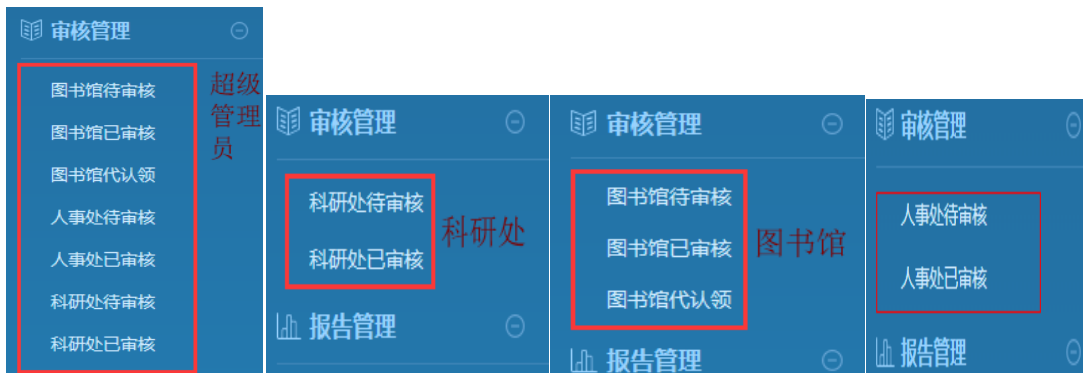 审核管理
图书馆待审核
图书馆已审核
图书馆代认领
人事处待审核
人事处已审核
科研处待审核
科研处已审核
超级
管理
员
审核管理
科研处待审核
科研处已审核
科研处
报告管理
审核管理
图书馆待审核
图书馆已审核
图书馆代认领
图书馆
报告管理
审核管理
人事处待审核
人事处已审核
报告管理